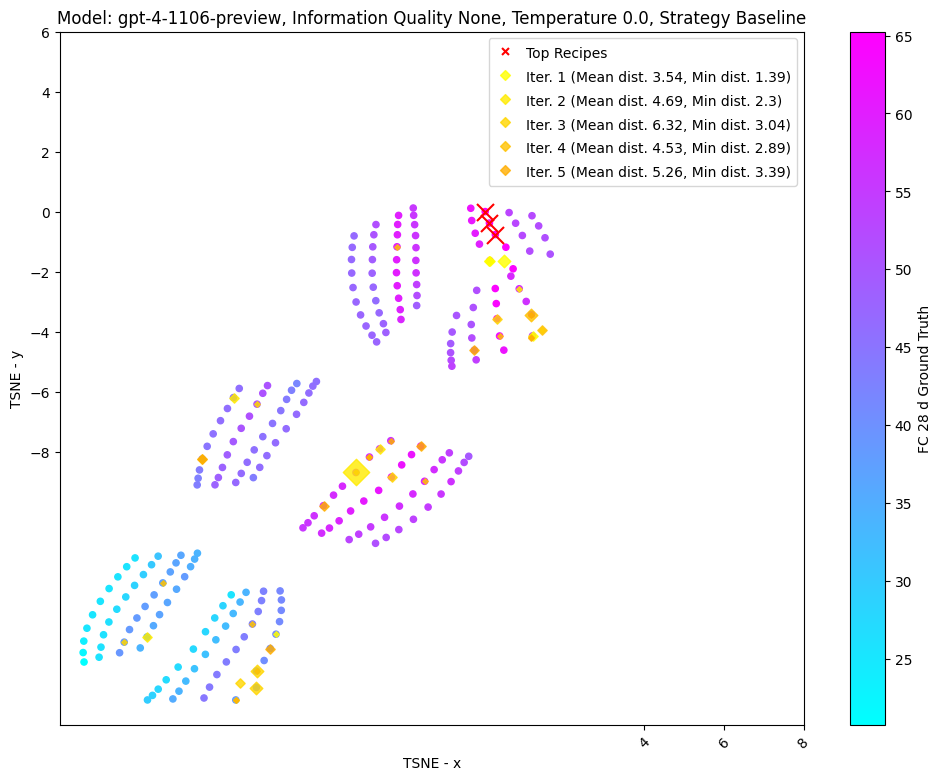 Model: gpt-4-1106-preview, Information Quality None, Temperature 0.0, Strategy Baseline
Top Recipes
Iter. 1 (Mean dist. 3.54, Min dist. 1.39)
Iter. 2 (Mean dist. 4.69, Min dist. 2.3)
Iter. 3 (Mean dist. 6.32, Min dist. 3.04)
Iter. 4 (Mean dist. 4.53, Min dist. 2.89)
Iter. 5 (Mean dist. 5.26, Min dist. 3.39)
6
4
2
0
−2
−4
−6
−8
TSNE - y
4
6
8
TSNE - x
65
60
55
50
45
40
35
30
25
FC 28 d Ground Truth